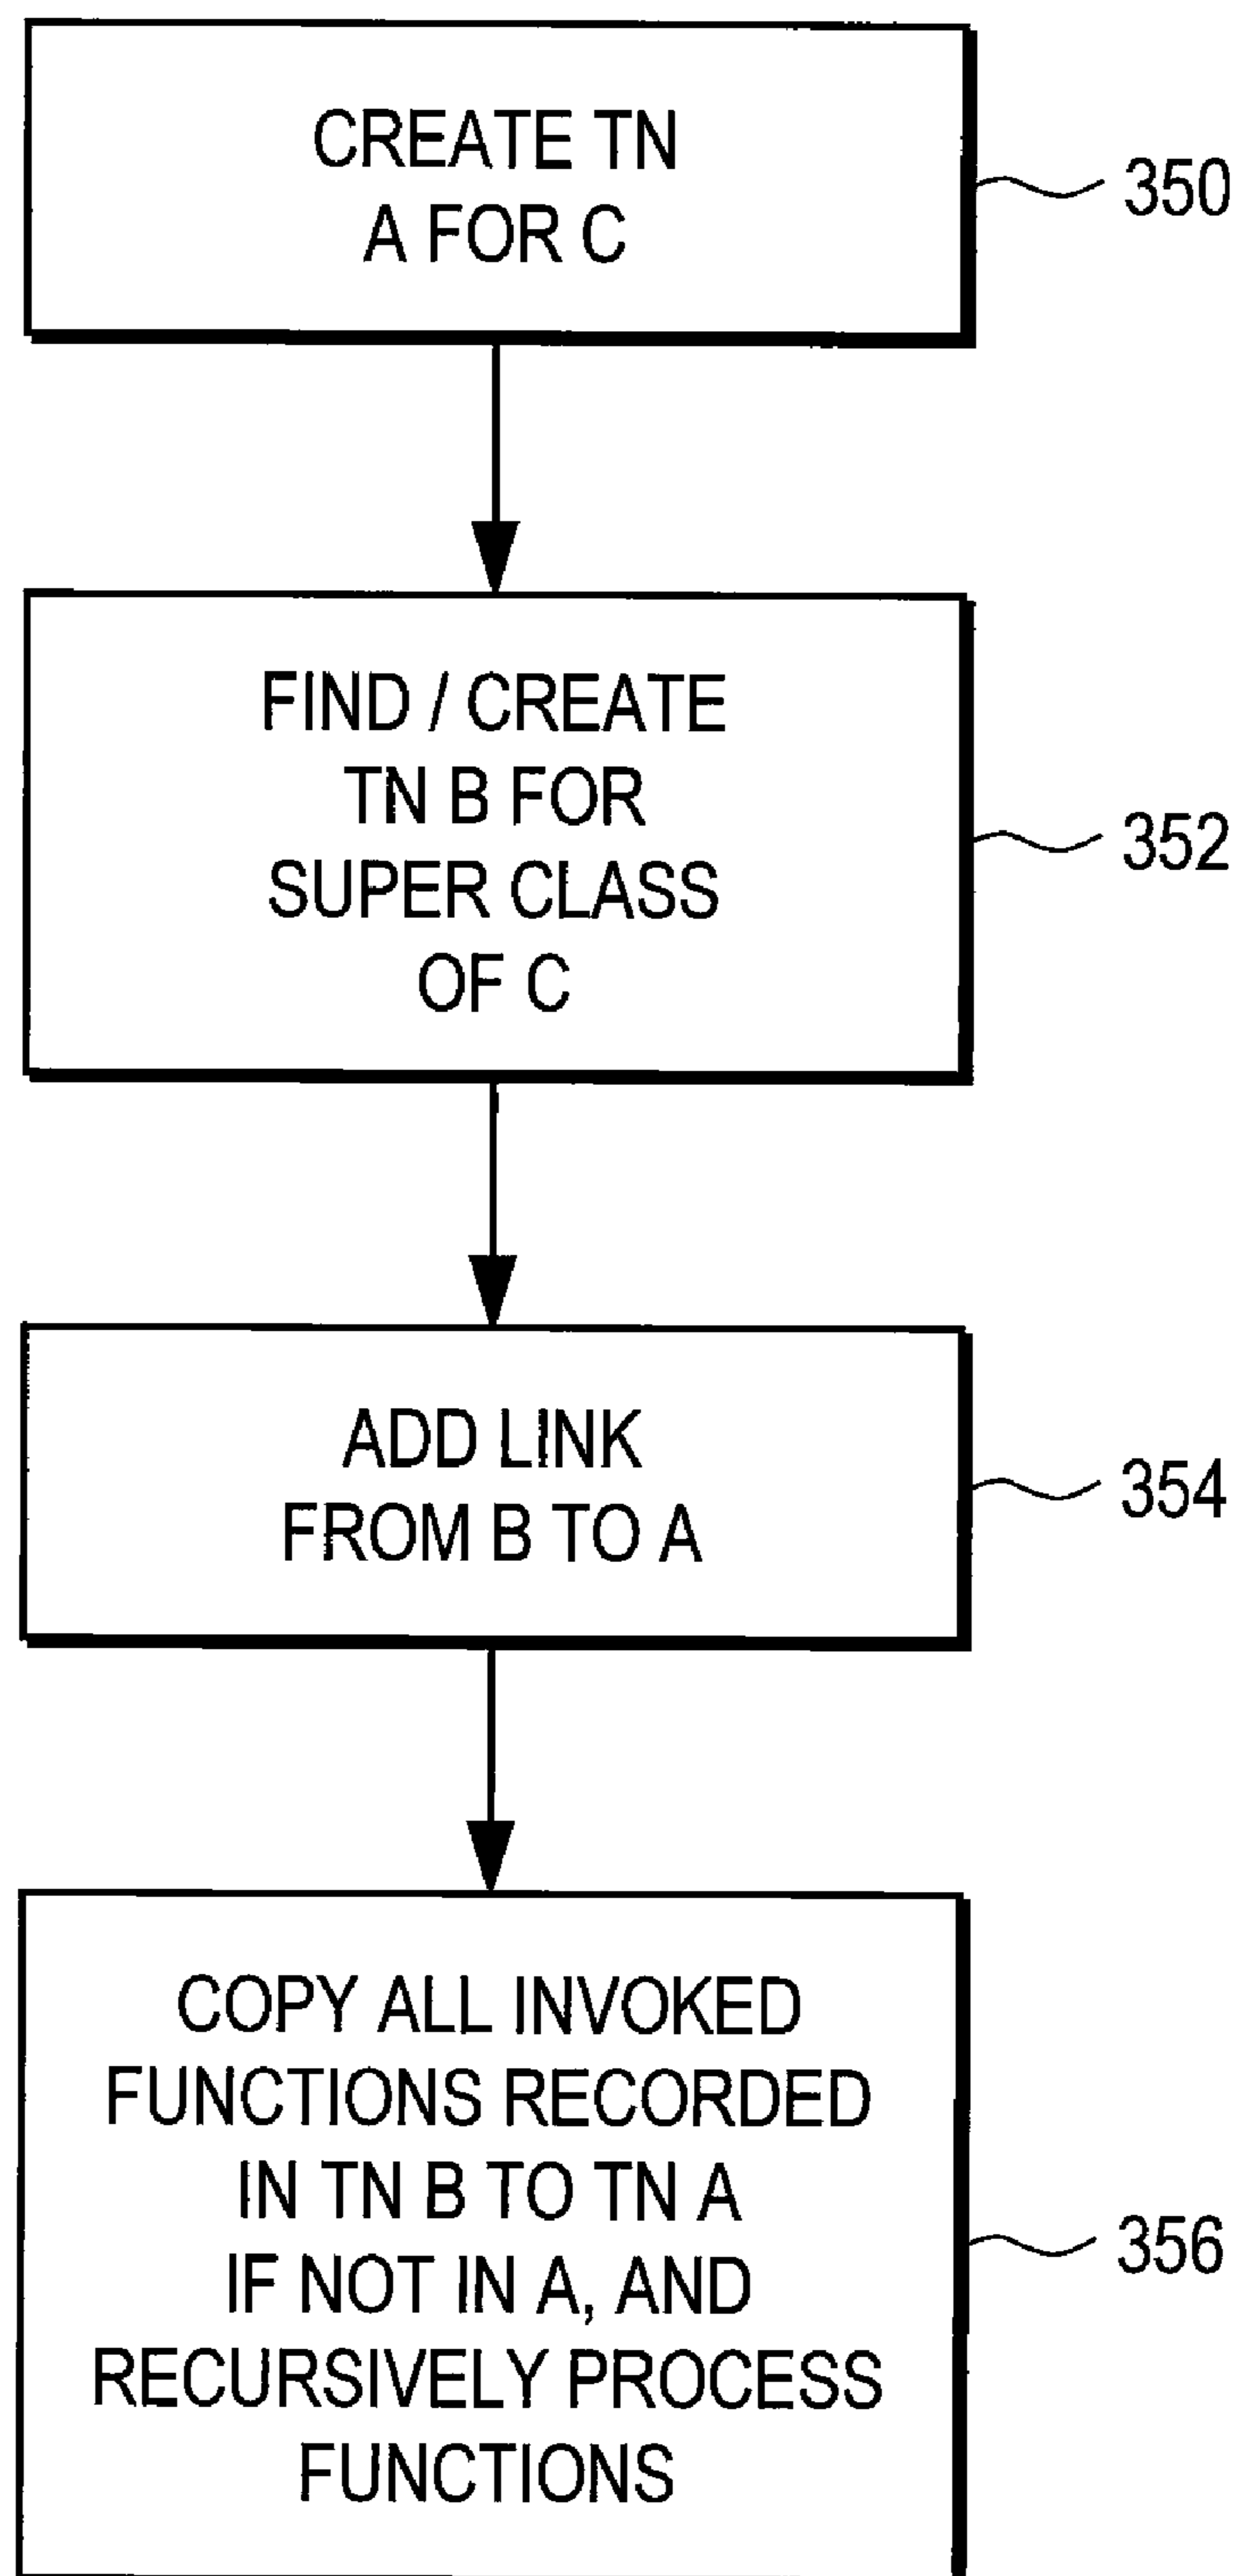 CREATE TN
A FOR C
350
FIND / CREATE
TN B FOR
SUPER CLASS
OF C
352
ADD LINK
FROM B TO A
354
COPY ALL INVOKED
FUNCTIONS RECORDED
IN TN B TO TN A
IF NOT IN A, AND
RECURSIVELY PROCESS
FUNCTIONS
356